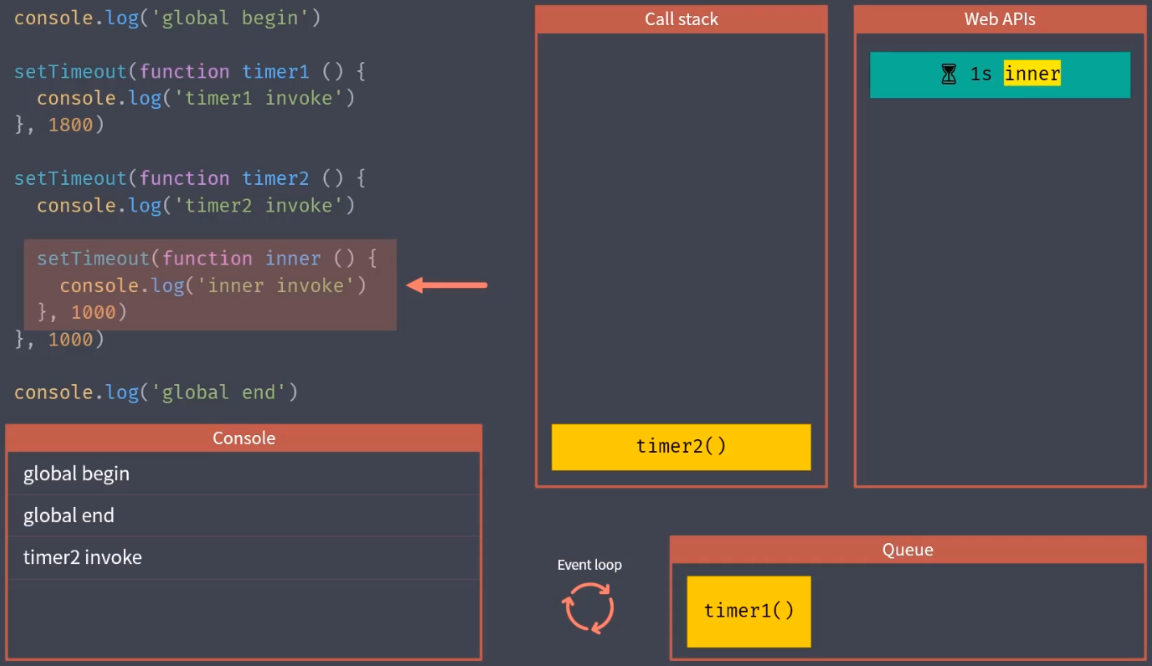 console.log('global begin')
setTimeout(function timer1 () {
console.log('timer1 invoke')
}, 1800)
setTimeout(function timer2 () {
console.log('timer2 invoke')
setTimeout(function inner () {
console.log('inner invoke')
}, 1000)
}, 1000)
console.log('global end')
Console
global begin
global end
timer2 invoke
Call stack
timer2()
Web APIs
1s inner
Event loop
Queue
timer1()